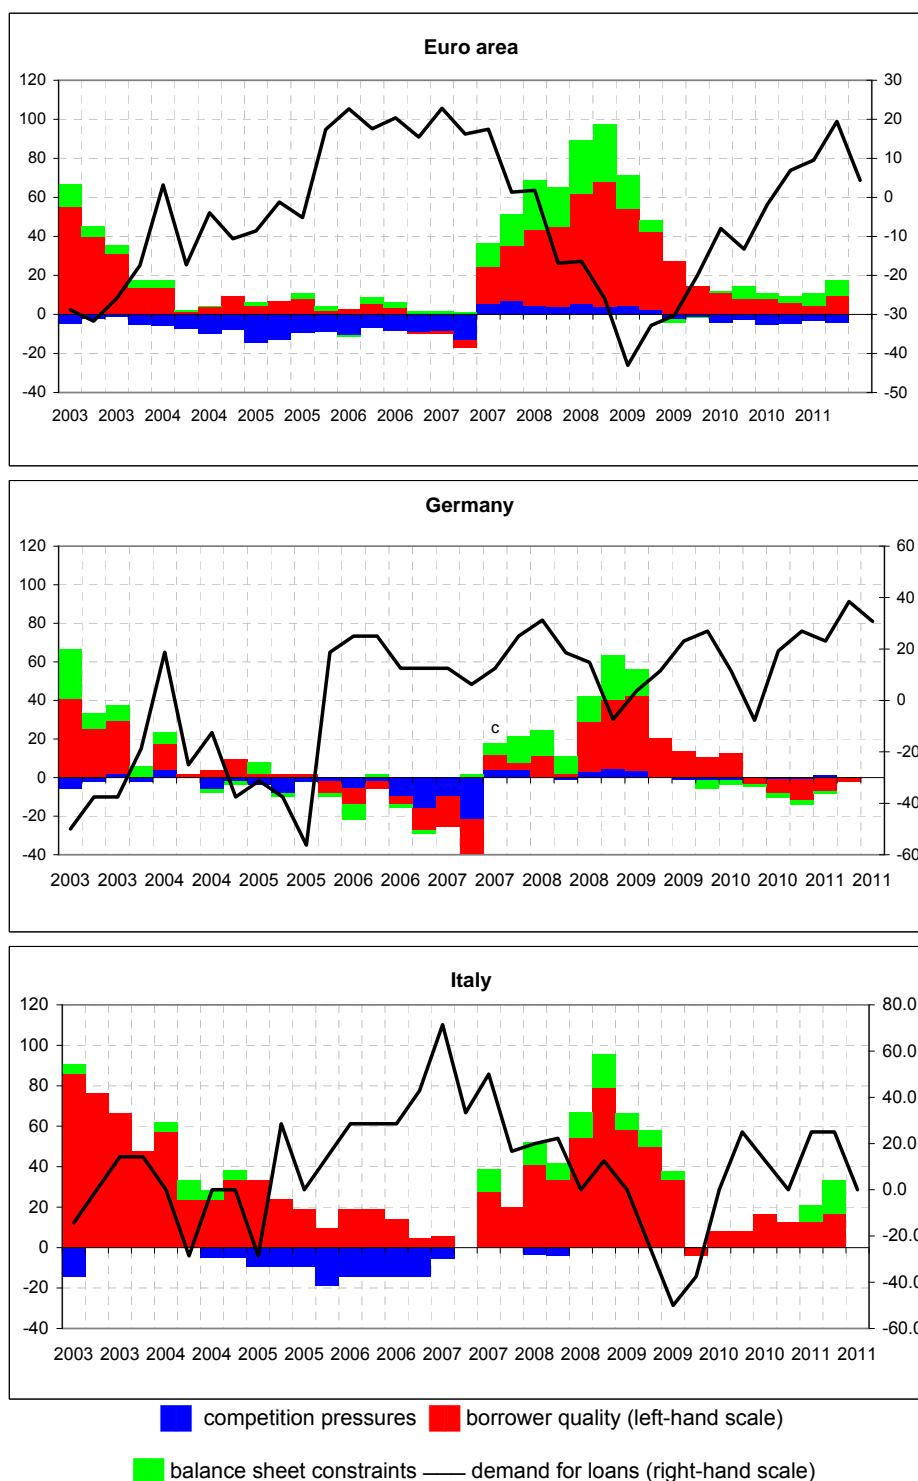 Euro area
120 30
100 20
80 10
60 0
40 -10
20 -20
0 -30
-20 -40
-40 -50
2003 2003 2004 2004 2005 2005 2006 2006 2007 2007 2008 2008 2009 2009 2010 2010 2011
Germany
120 60
100 40
80
60 20
40 0
20 c
0 -20
-20 -40
-40 -60
2003 2003 2004 2004 2005 2005 2006 2006 2007 2007 2008 2008 2009 2009 2010 2010 2011 2011
Italy
120 80.0
100 60.0
80 40.0
60 20.0
40 0.0
20 -20.0
0 -40.0
-20
-40 -60.0
2003 2003 2004 2004 2005 2005 2006 2006 2007 2007 2008 2008 2009 2009 2010 2010 2011 2011
competition pressures borrower quality (left-hand scale)
balance sheet constraints demand for loans (right-hand scale)